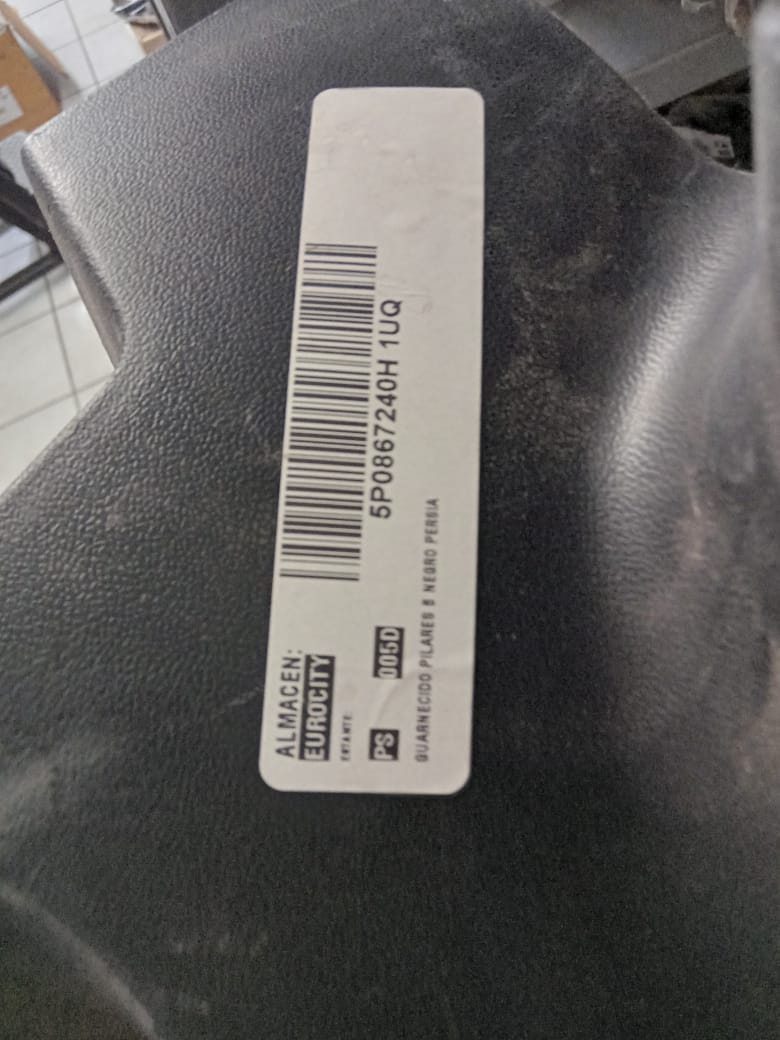 ALMACEN:
EUROCITY
ESTANTE:
PS 005D
5P0867240H 1UQ
GUARNECIDO PILARES B NEGRO PERSIA